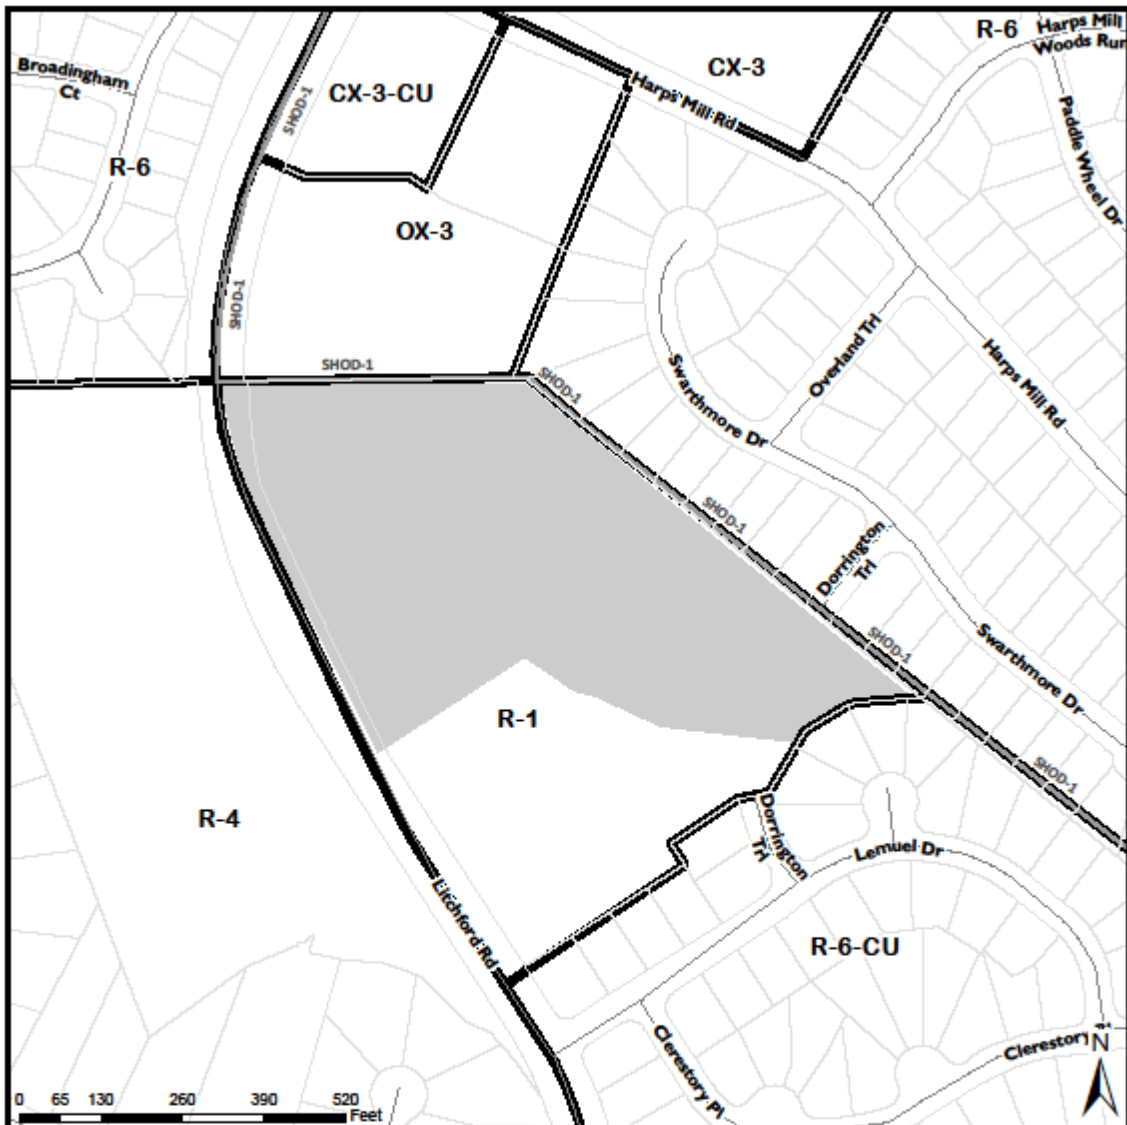 R-6
Harps Mill
Woods Run
Broadingham
Ct
CX-3
CX-3-CU
SHOD-1
Harps Mill Rd
Paddle Wheel Dr
R-6
OX-3
SHOD-1
Overland Trl
Harps Mill Rd
SHOD-1
SHOD-1
Swarthmore Dr
SHOD-1
Dorrington
Trl
SHOD-1
Swarthmore Dr
R-1
SHOD-1
R-4
Dorrington
Trl
Lemuel Dr
Litchford Rd
R-6-CU
Clerestory Pl
Clerestory
N
0 65 130 260 390 520
Feet